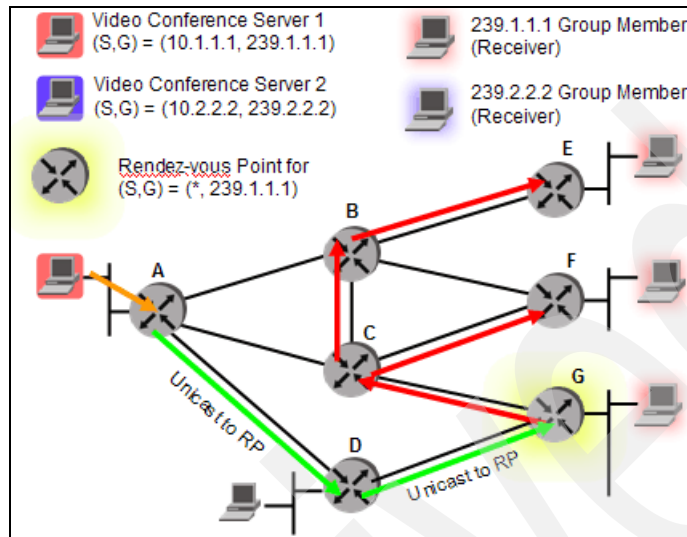 Video Conference Server 1
(S,G) = (10.1.1.1, 239.1.1.1)
239.1.1.1 Group Member
(Receiver)
Video Conference Server 2
(S,G) = (10.2.2.2, 239.2.2.2)
239.2.2.2 Group Member
(Receiver)
Rendez-vous Point for
(S,G) = (*, 239.1.1.1)
E
B
A
F
C
G
Unicast to RP
D
Unicast to RP